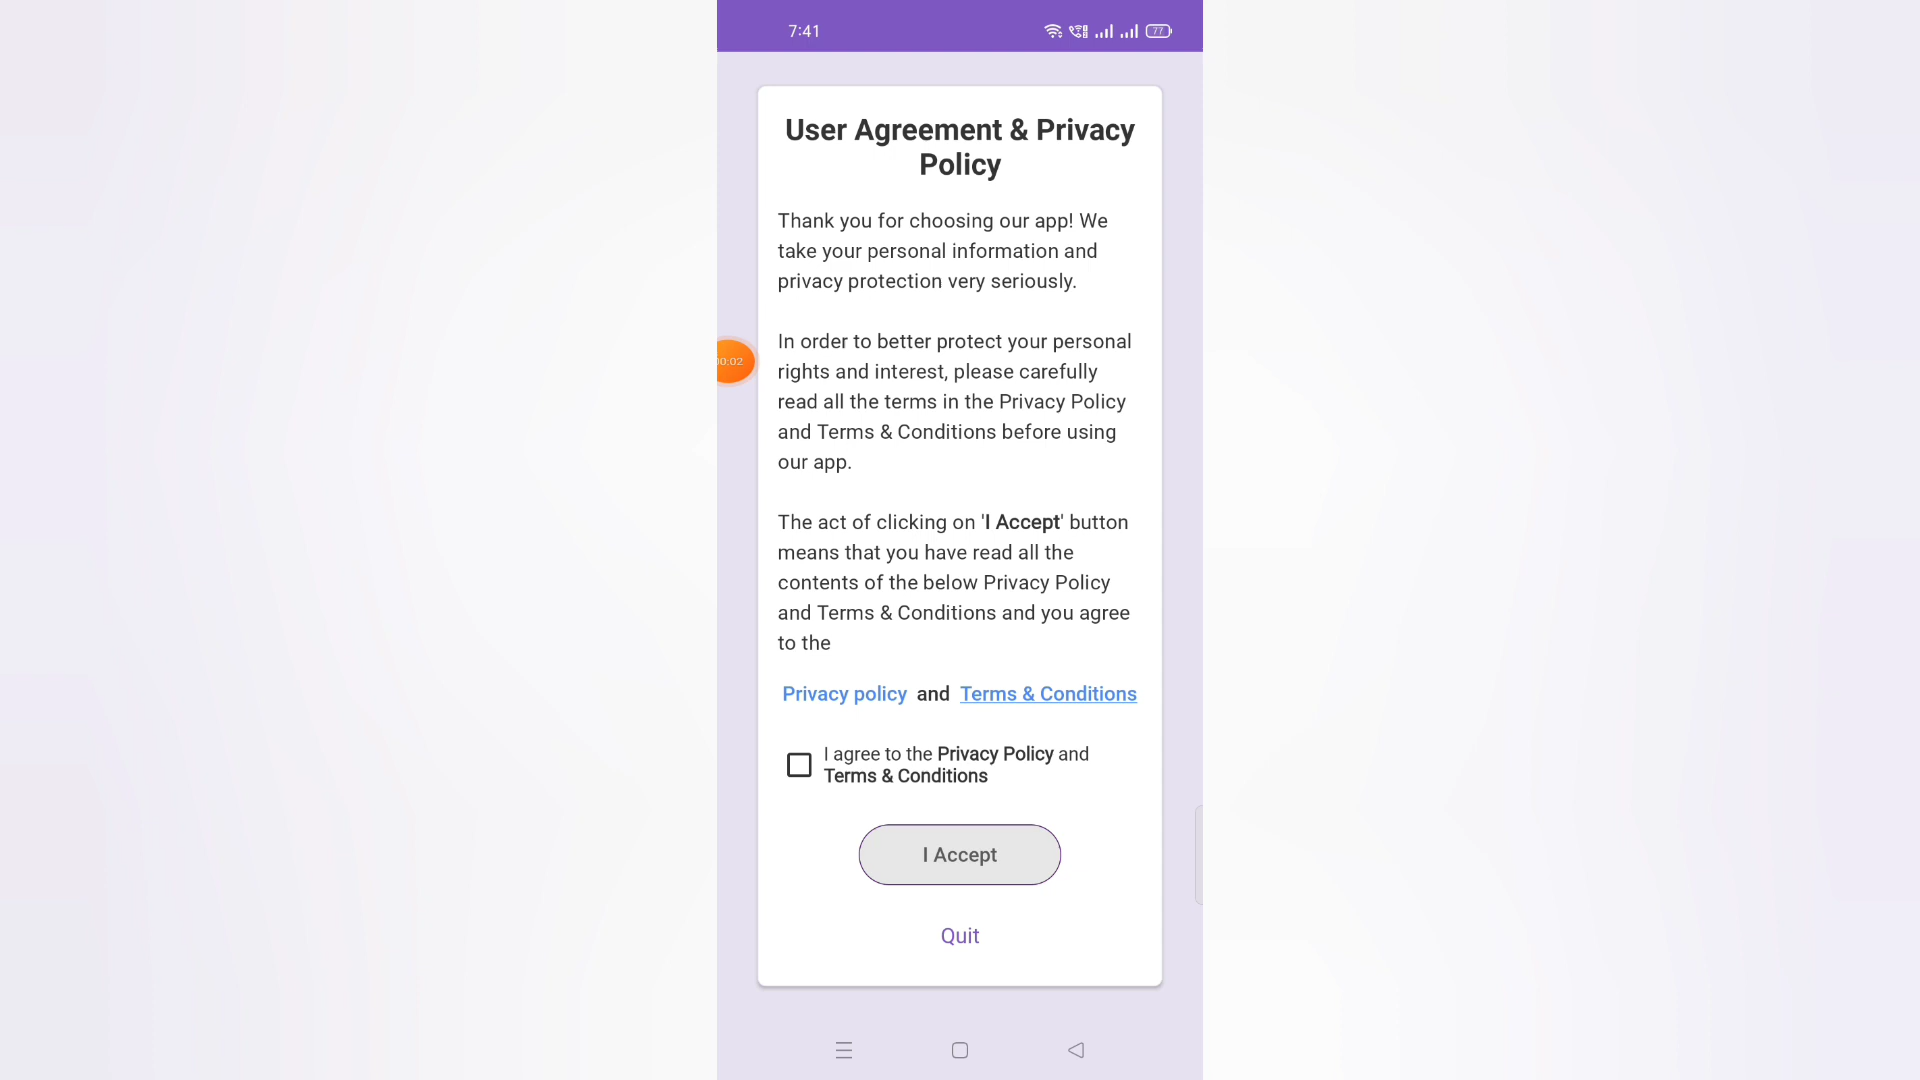 7:41
77
User Agreement & Privacy
Policy
Thank you for choosing our app! We
take your personal information and
privacy protection very seriously.
In order to better protect your personal
rights and interest, please carefully
read all the terms in the Privacy Policy
and Terms & Conditions before using
our app.
00:02
The act of clicking on 'I Accept' button
means that you have read all the
contents of the below Privacy Policy
and Terms & Conditions and you agree
to the
Privacy policy and Terms & Conditions
I agree to the Privacy Policy and
Terms & Conditions
I Accept
Quit